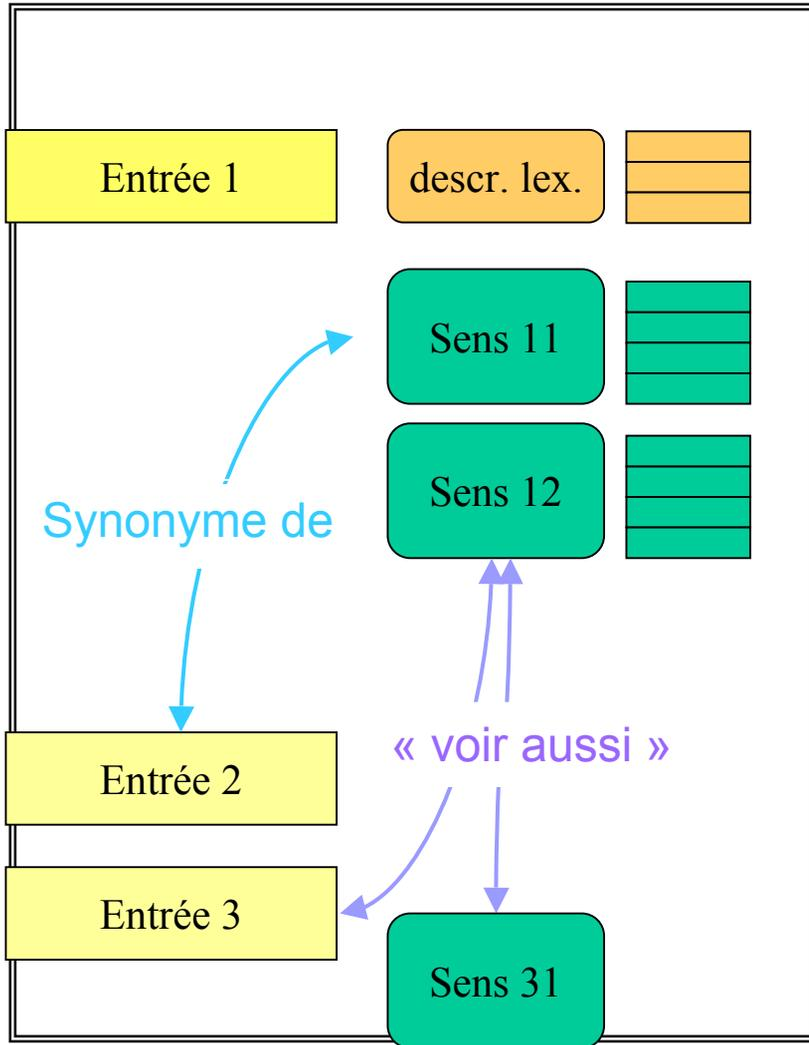 Entrée 1
descr. lex.
Sens 11
Sens 12
Synonyme de
« voir aussi »
Entrée 2
Entrée 3
Sens 31